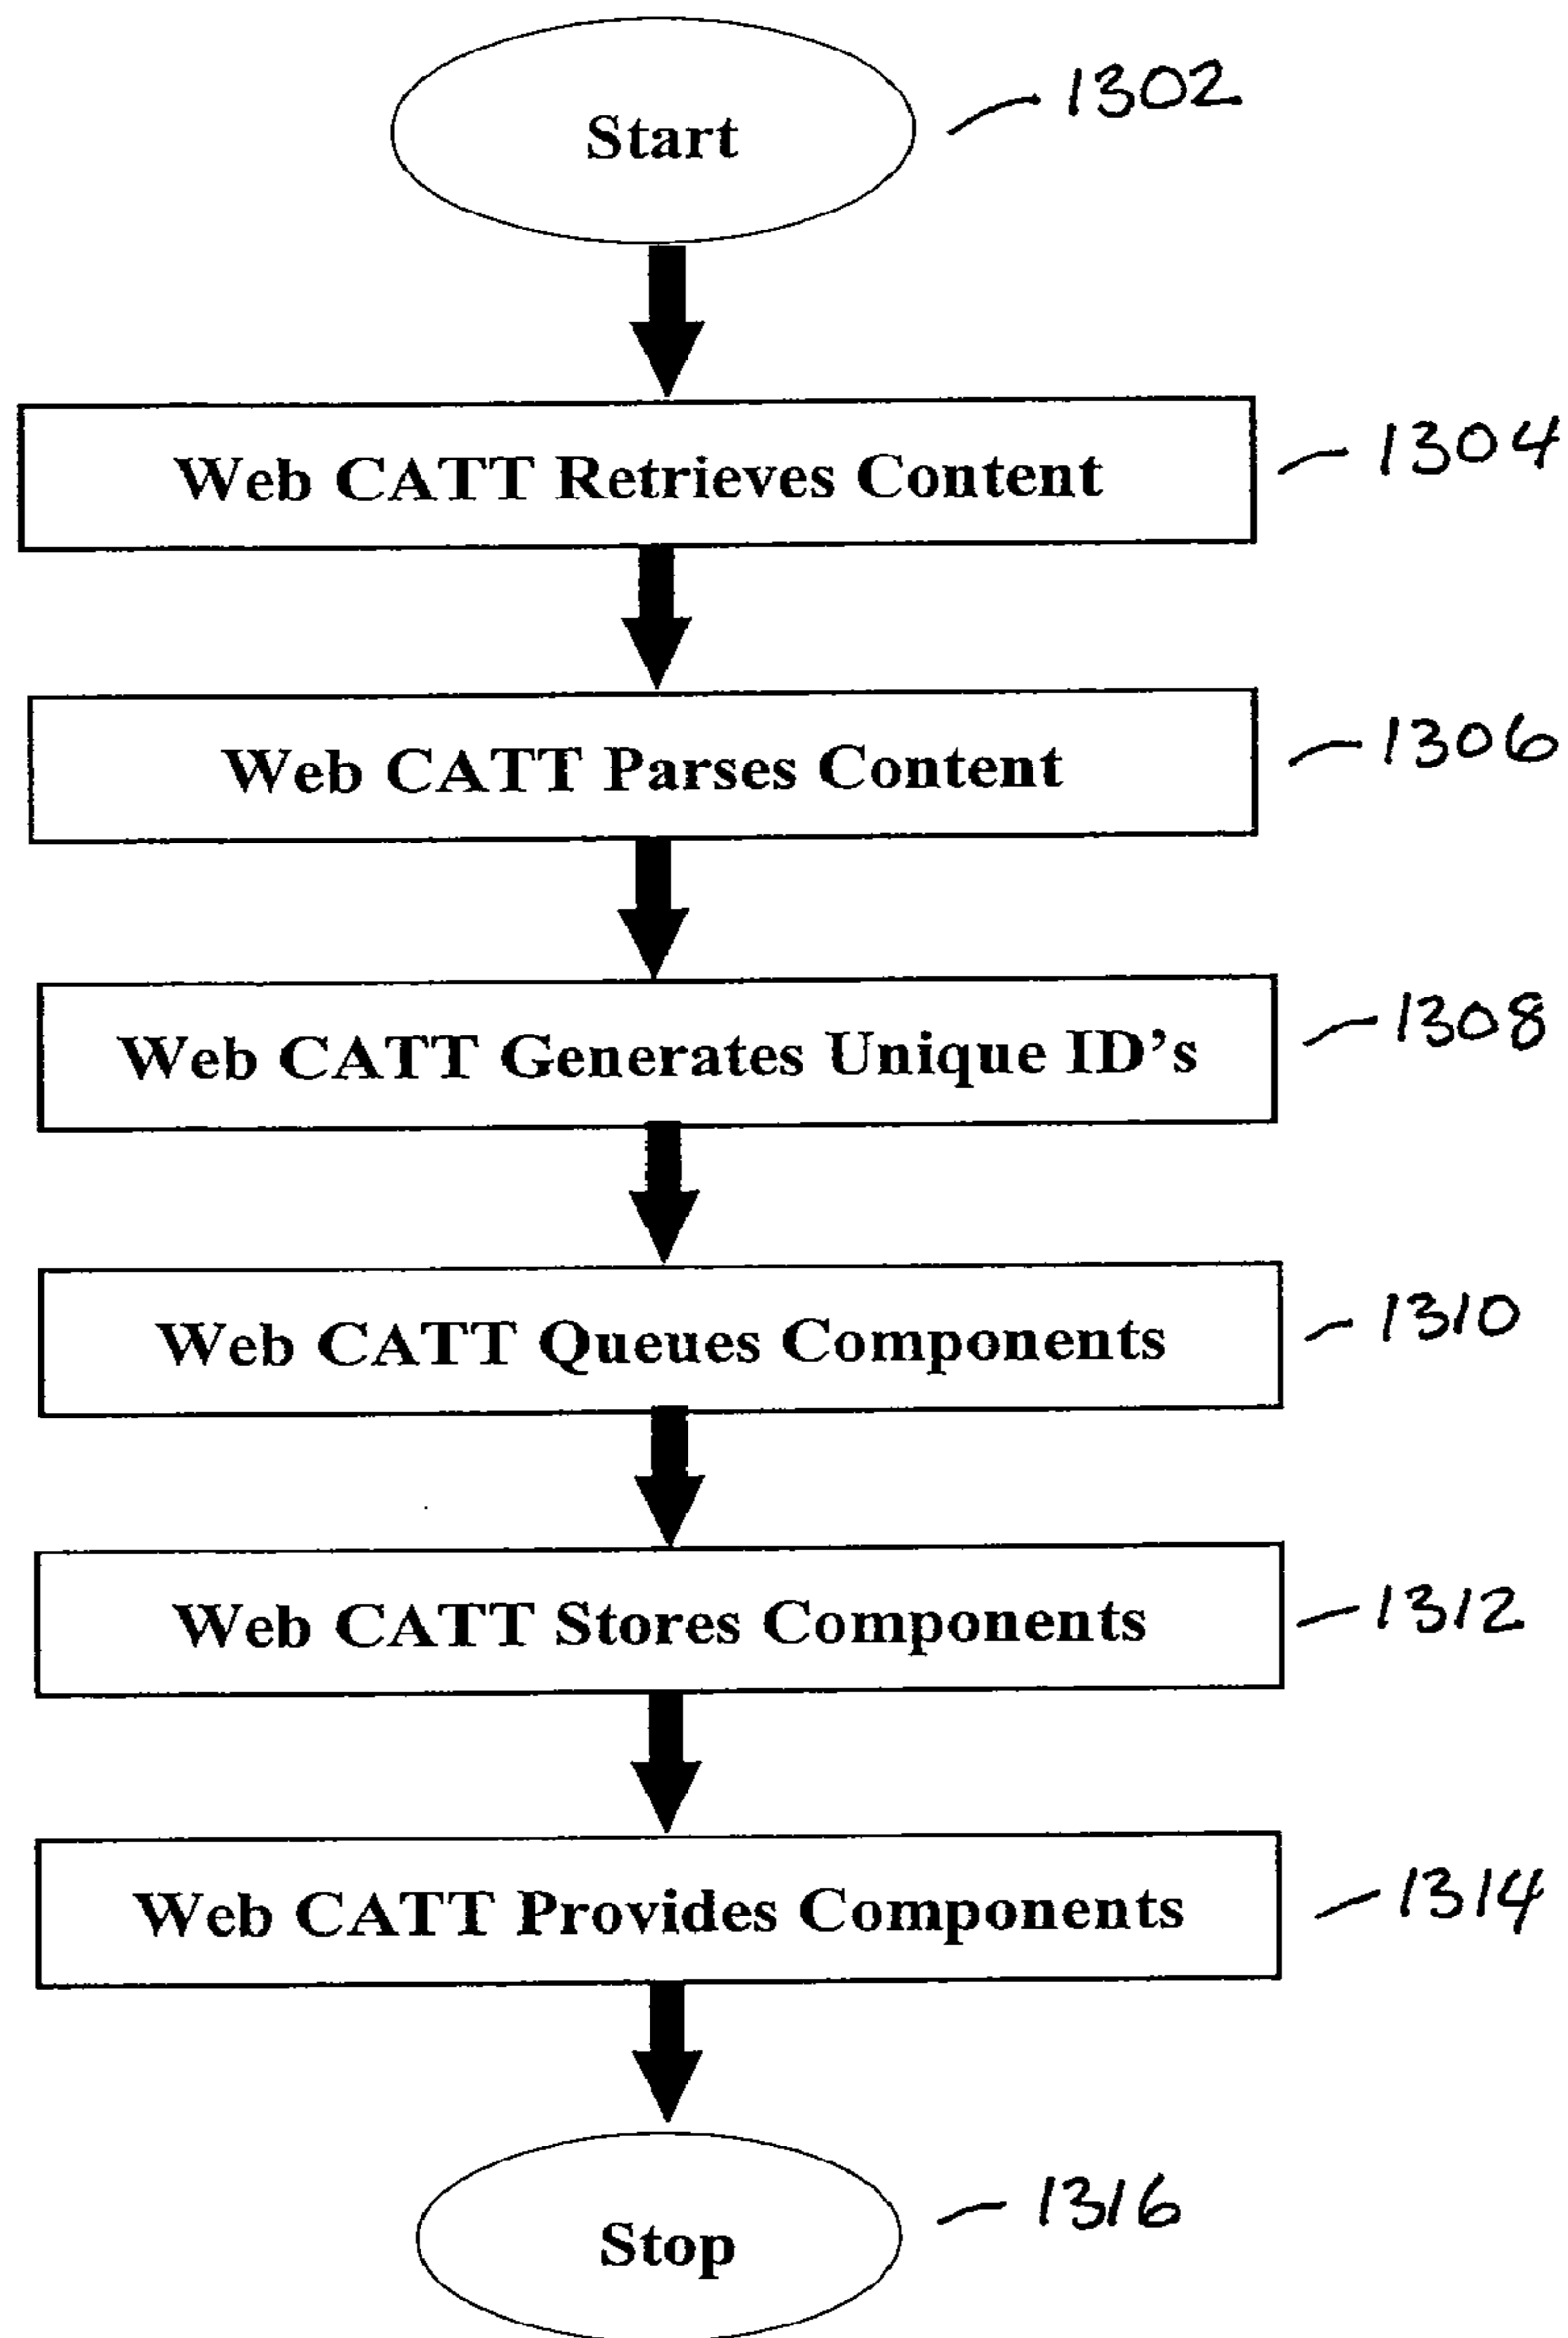 Start
1302
Web CATT Retrieves Content
1304
Web CATT Parses Content
1306
Web CATT Generates Unique ID's
1308
Web CATT Queues Components
1310
Web CATT Stores Components
1312
Web CATT Provides Components
1314
Stop
1316